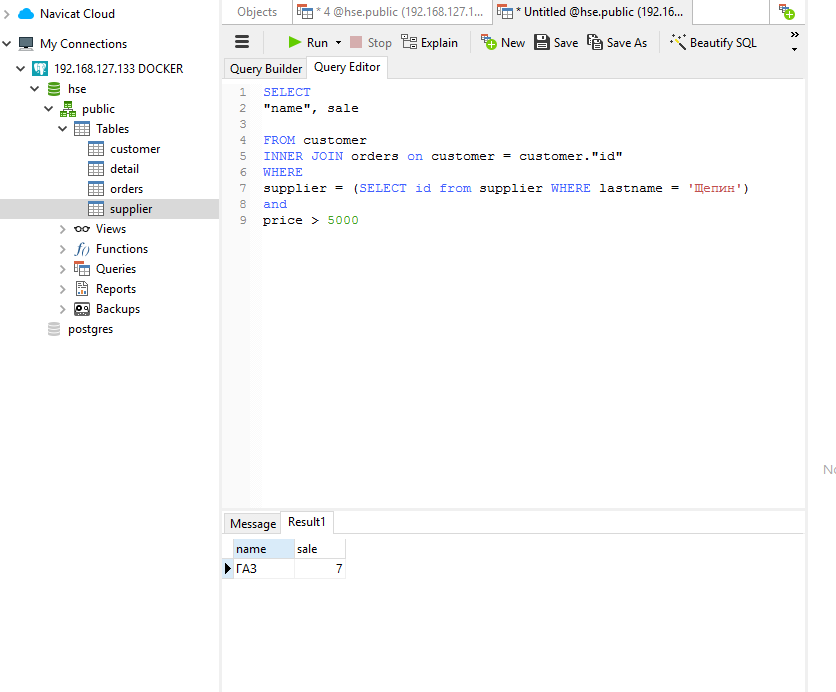 Navicat Cloud
My Connections
192.168.127.133 DOCKER
hse
public
Tables
customer
detail
orders
supplier
Views
Functions
Queries
Reports
Backups
postgres
Objects
* 4 @hse.public (192.168.127.1...
* Untitled @hse.public (192.16...
Run
Stop
Explain
New
Save
Save As
Beautify SQL
Query Builder
Query Editor
1 SELECT
2 "name", sale
3
4 FROM customer
5 INNER JOIN orders on customer = customer."id"
6 WHERE
7 supplier = (SELECT id from supplier WHERE lastname = 'Щепин')
8 and
9 price > 5000
Message
Result1
name sale
ГАЗ 7